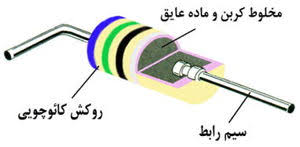 مخلوط کربن و ماده عایق
روکش کائوچویی
سیم رابط